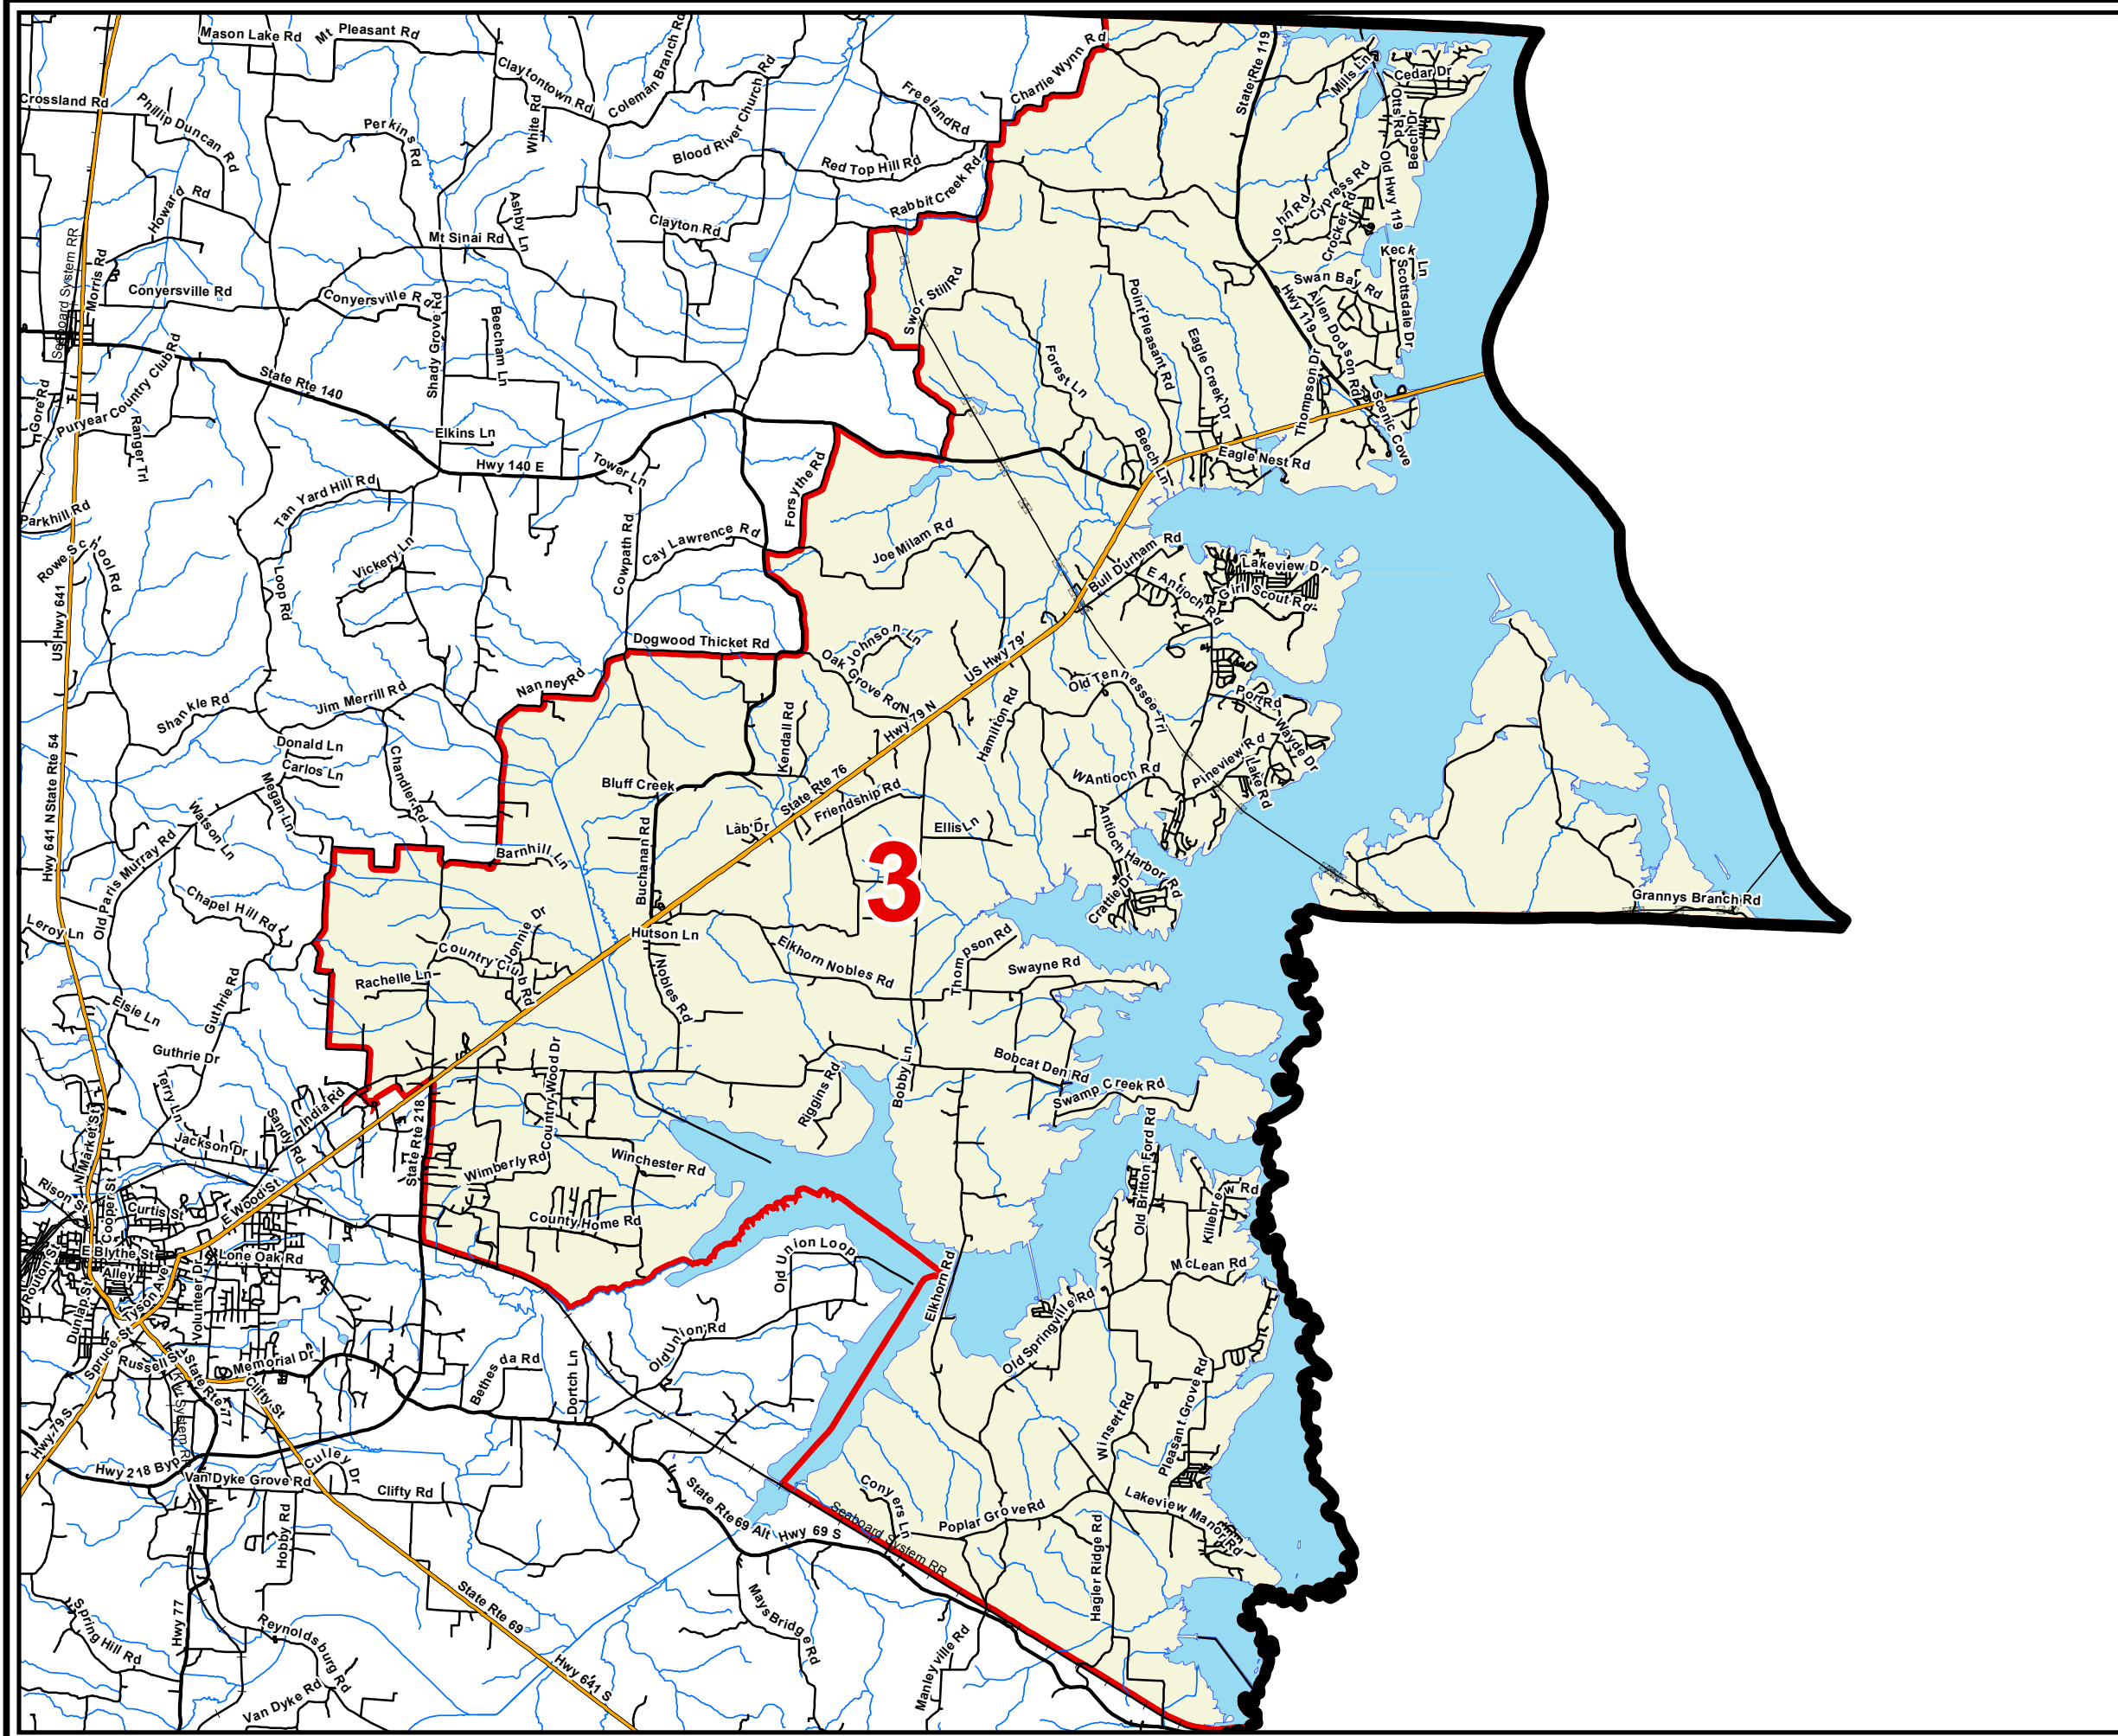 Mason Lake Rd
Mt Pleasant Rd
Claytontown Rd
Coleman Branch Rd
Charlie Wynn Rd
State Rte 119
Mills Ln
Cedar Dr
Crossland Rd
Phillip Duncan Rd
Perkins Rd
White Rd
Blood River Church Rd
Freeland Rd
Red Top Hill Rd
Otts Rd
Beech Dr
Old Hwy 119
Howard Rd
Ashby Ln
Clayton Rd
Rabbit Creek Rd
John Rd
Cypress Rd
Crocker Rd
Mt Sinai Rd
Keck Ln
Scottsdale Dr
Seaboard System RR
Morris Rd
Conyersville Rd
Conyersville Rd
Shady Grove Rd
Beecham Ln
Swor Still Rd
Point Pleasant Rd
Swan Bay Rd
Hwy 119
Allen Dodson Rd
Gore Rd
Puryear Country Club Rd
Ranger Trl
State Rte 140
Forest Ln
Eagle Creek Dr
Thompson Dr
Scenic Cove
Elkins Ln
Hwy 140 E
Tower Ln
Forsythe Rd
Beech Ln
Eagle Nest Rd
Parkhill Rd
Tan Yard Hill Rd
Rowe School Rd
Vickery Ln
Loop Rd
Cowpath Rd
Cay Lawrence Rd
Joe Milam Rd
Bull Durham Rd
E Antioch Rd
Lakeview Dr
Girl Scout Rd
US Hwy 641
Dogwood Thicket Rd
Johnson Ln
Oak Grove Rd N
US Hwy 79
Old Tennessee Trl
Nanney Rd
Shankle Rd
Jim Merrill Rd
Kendall Rd
Hwy 79 N
Hamilton Rd
Port Rd
Wayde Dr
Donald Ln
Carlos Ln
Megan Ln
Chandler Rd
Hwy 641 N
State Rte 54
Bluff Creek
State Rte 76
Friendship Rd
W Antioch Rd
Pineview Rd
Lake Rd
Watson Ln
Old Paris Murray Rd
Barnhill Ln
Buchanan Rd
Lab Dr
Ellis Ln
Antioch Harbor Rd
Crattie Dr
3
Grannys Branch Rd
Chapel Hill Rd
Leroy Ln
Country Club Rd
Jonnie Dr
Hutson Ln
Elkhorn Nobles Rd
Thompson Rd
Swayne Rd
Rachelle Ln
Nobles Rd
Elsie Ln
Guthrie Rd
Guthrie Dr
Terry Ln
Sandy Rd
India Rd
Country Wood Dr
Riggins Rd
Bobby Ln
Bobcat Den Rd
Swamp Creek Rd
N Market St
Jackson Dr
State Rte 218
Wimberly Rd
Winchester Rd
Old Britton Ford Rd
Killebrew Rd
Rison St
Cooper St
Curtis St
E Wood St
County Home Rd
E Blythe St
Alley
Lone Oak Rd
Old Union Loop
McLean Rd
Routon St
Dunlap St
Tyson Ave
Volunteer Dr
Elkhorn Rd
Spruce St
Russell St
State Rte 77
Memorial Dr
Clifty St
Bethesda Rd
Dortch Ln
Old Union Rd
Old Springville Rd
Winsett Rd
Pleasant Grove Rd
Hwy 79 S
Hwy 218 Byp
Van Dyke Grove Rd
Culley Dr
Clifty Rd
Hobby Rd
State Rte 69 Alt
Hwy 69 S
Seaboard System RR
Conyers Ln
Poplar Grove Rd
Lakeview Manor Rd
Hagler Ridge Rd
State Rte 69
Mays Bridge Rd
Manleyville Rd
Spring Hill Rd
Hwy 77
Reynoldsburg Rd
Van Dyke Rd
Hwy 641 S